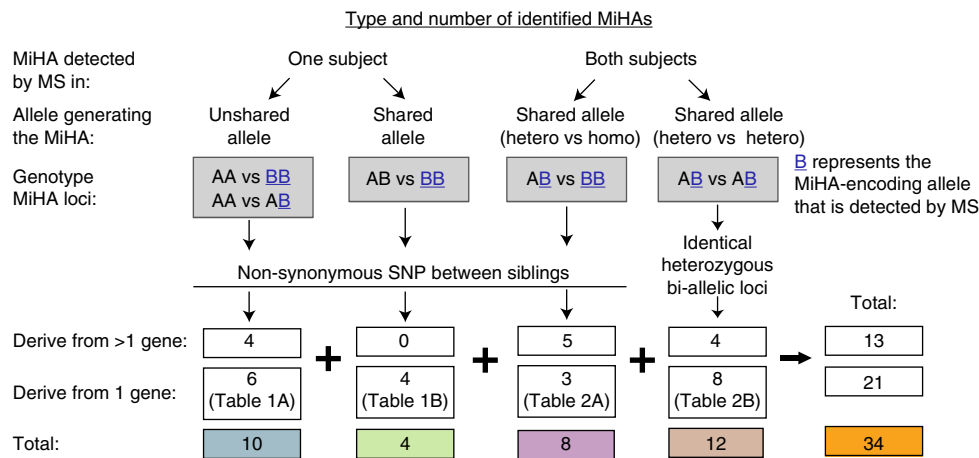 Type and number of identified MiHAs
MiHA detected
by MS in:
One subject
Both subjects
Allele generating
the MiHA:
Unshared
allele
Shared
allele
Shared allele
(hetero vs homo)
Shared allele
(hetero vs hetero)
Genotype
MiHA loci:
AA vs BB
AA vs AB
AB vs BB
AB vs BB
AB vs AB
B represents the
MiHA-encoding allele
that is detected by MS
Non-synonymous SNP between siblings
Identical
heterozygous
bi-allelic loci
Total:
Derive from >1 gene:
4 + 0 + 5 + 4 13
Derive from 1 gene:
6
(Table 1A)
4
(Table 1B)
3
(Table 2A)
8
(Table 2B)
21
Total:
10 4 8 12 34